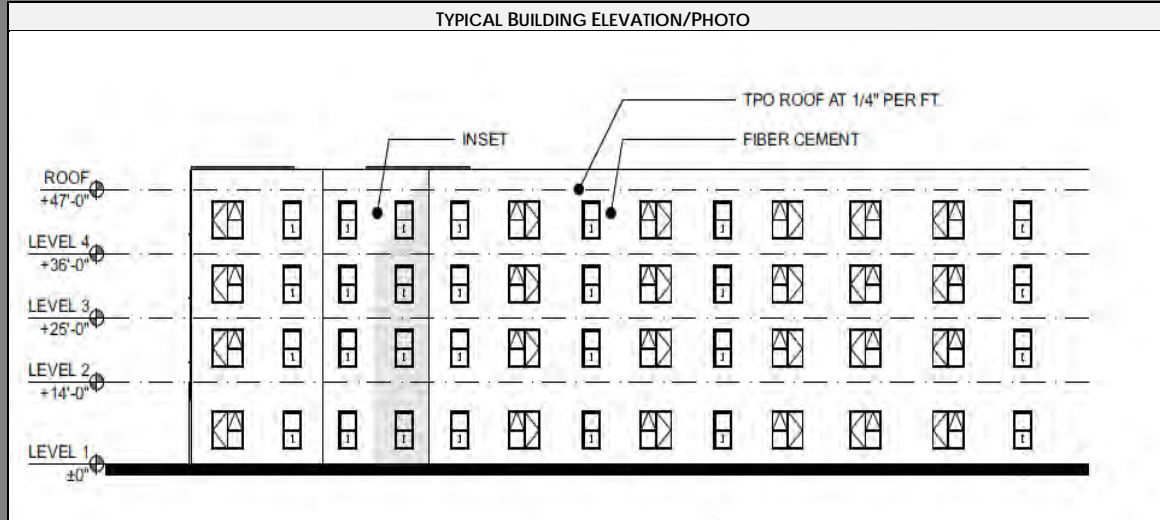 TYPICAL BUILDING ELEVATION/PHOTO
TPO ROOF AT 1/4" PER FT.
INSET
FIBER CEMENT
ROOF
+47'-0"
LEVEL 4
+36'-0"
LEVEL 3
+25'-0"
LEVEL 2
+14'-0"
LEVEL 1
±0"